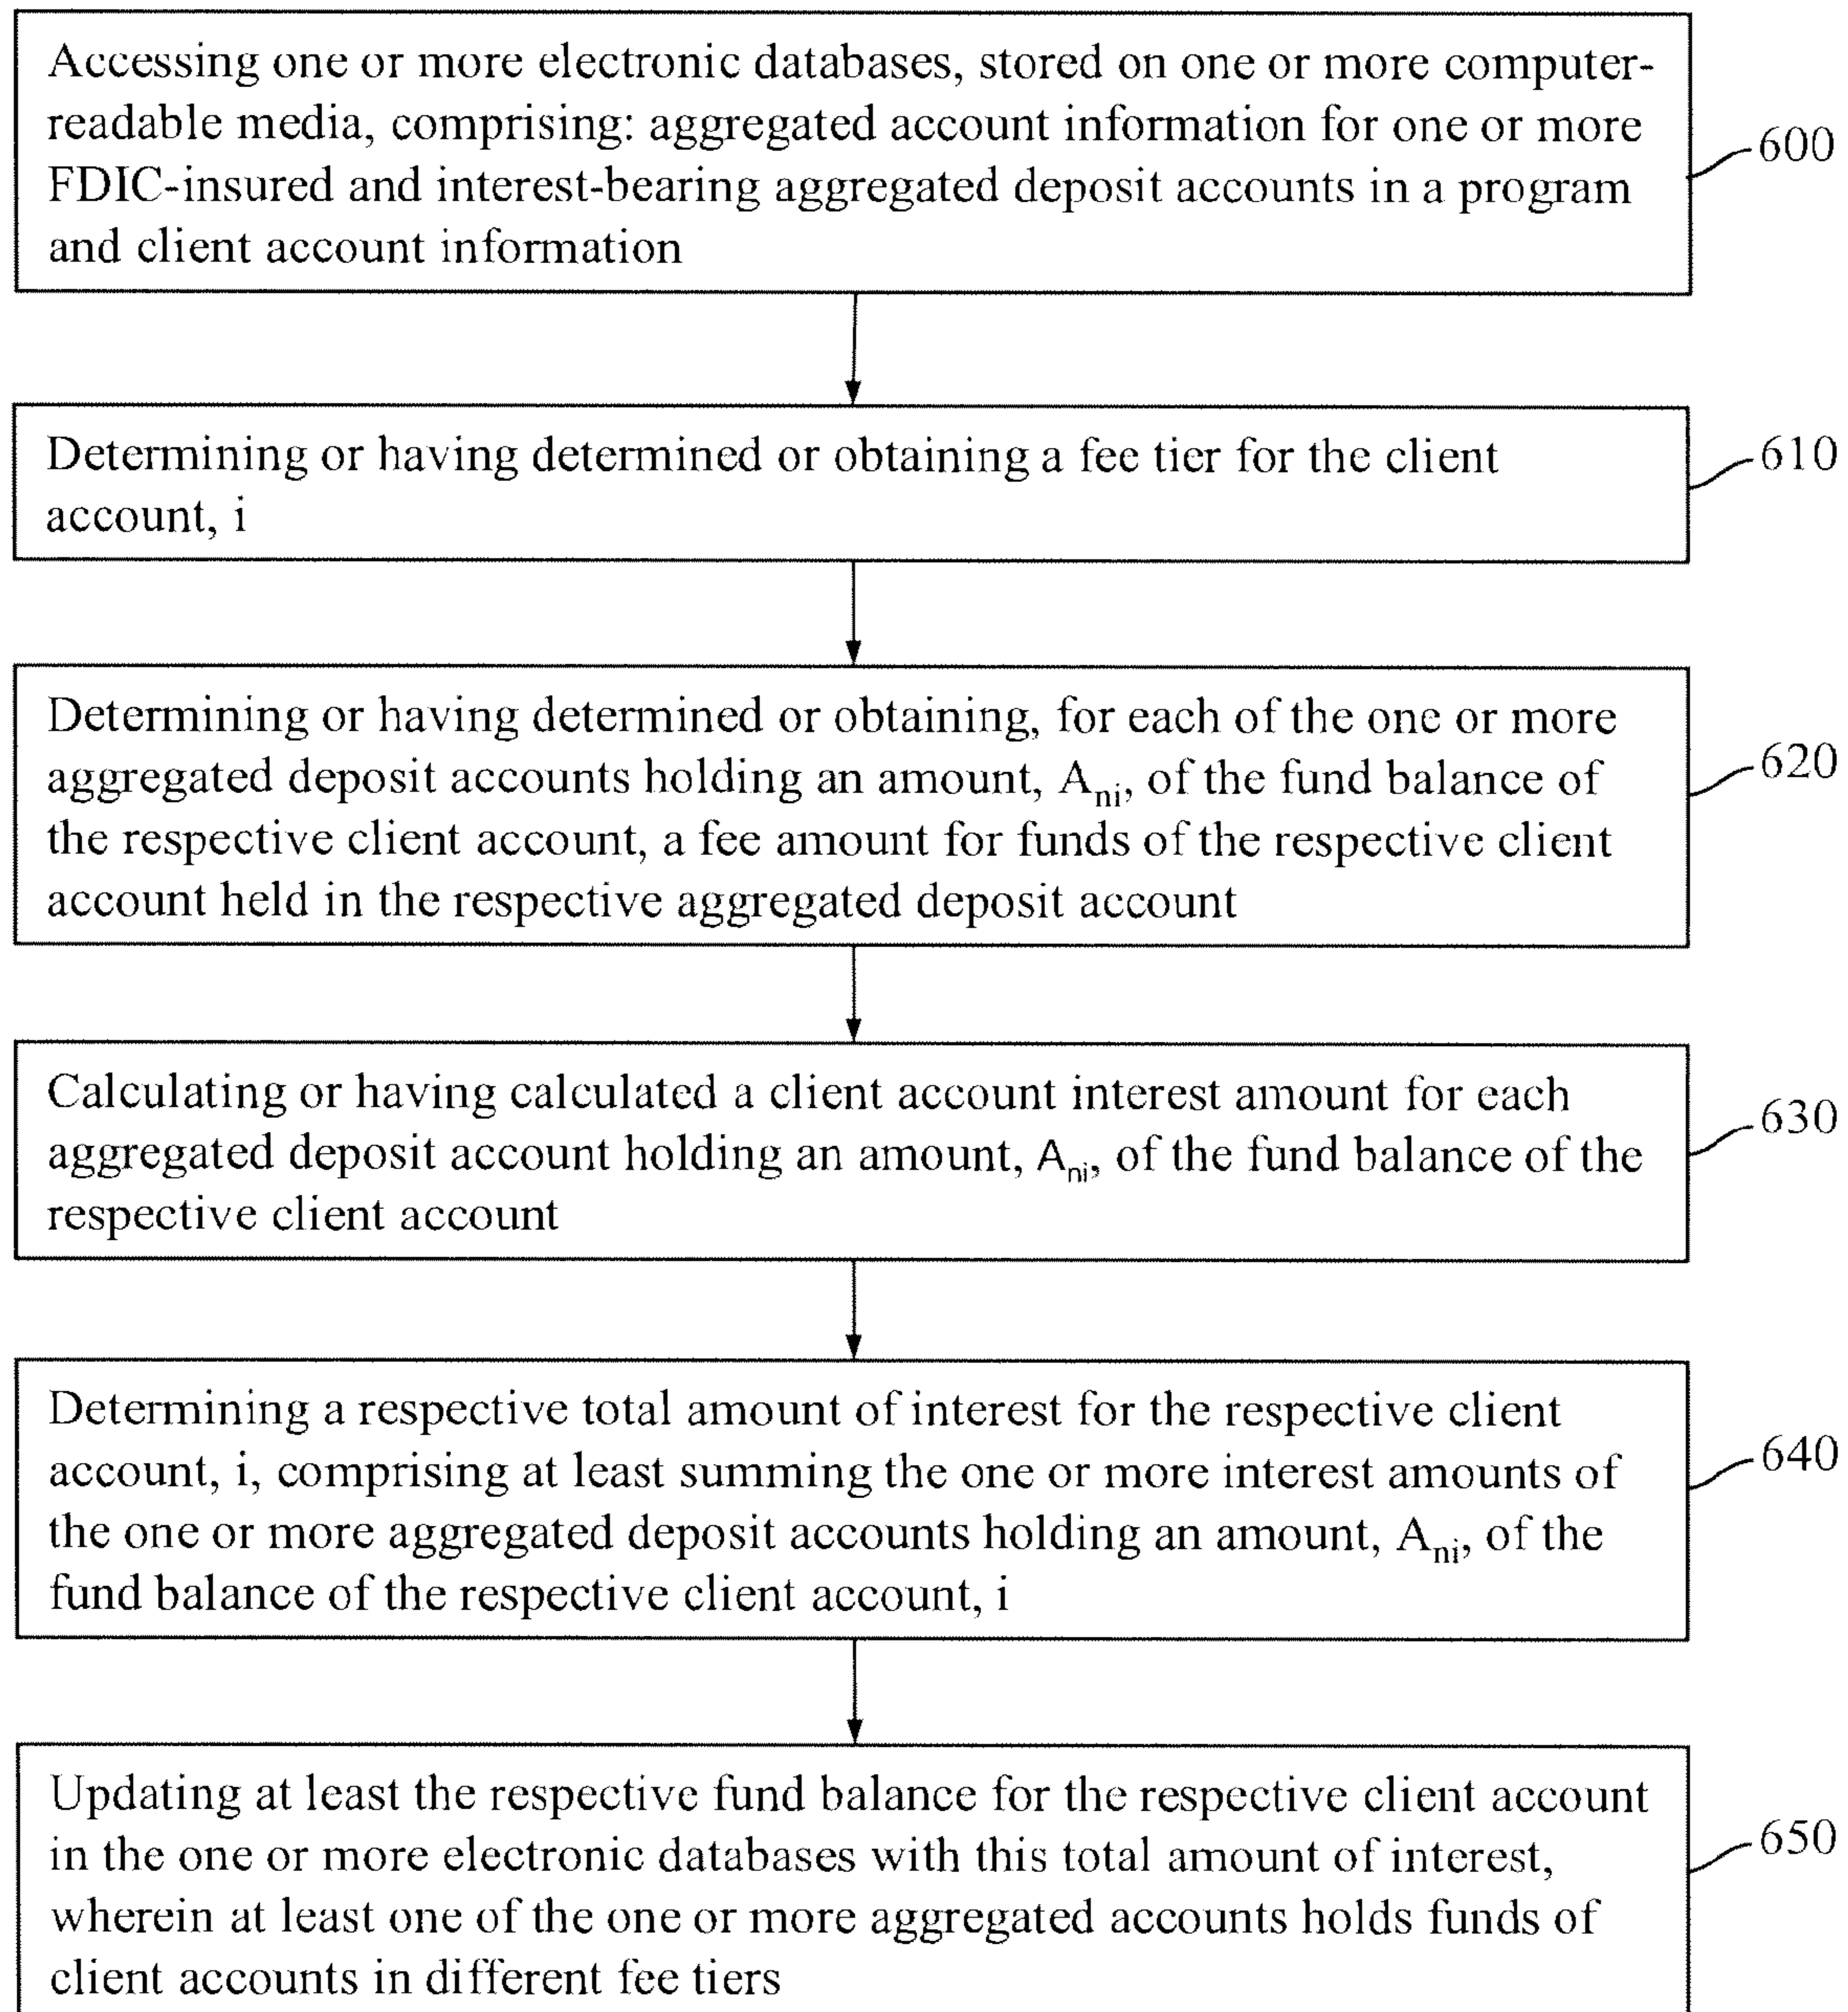 Accessing one or more electronic databases, stored on one or more computer-
readable media, comprising: aggregated account information for one or more
FDIC-insured and interest-bearing aggregated deposit accounts in a program
and client account information
600
Determining or having determined or obtaining a fee tier for the client
account, i
610
Determining or having determined or obtaining, for each of the one or more
aggregated deposit accounts holding an amount, Ani, of the fund balance of
the respective client account, a fee amount for funds of the respective client
account held in the respective aggregated deposit account
620
Calculating or having calculated a client account interest amount for each
aggregated deposit account holding an amount, Ani, of the fund balance of the
respective client account
630
Determining a respective total amount of interest for the respective client
account, i, comprising at least summing the one or more interest amounts of
the one or more aggregated deposit accounts holding an amount, Ani, of the
fund balance of the respective client account, i
640
Updating at least the respective fund balance for the respective client account
in the one or more electronic databases with this total amount of interest,
wherein at least one of the one or more aggregated accounts holds funds of
client accounts in different fee tiers
650